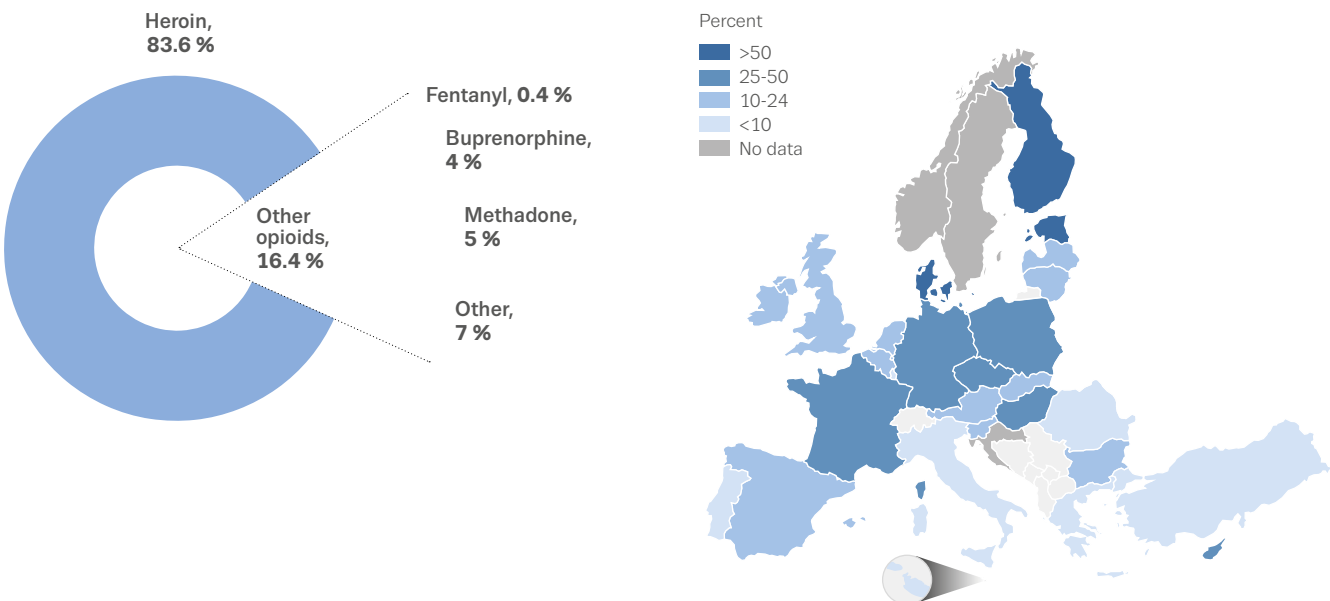 Heroin,
83.6 %
Fentanyl, 0.4 %
Buprenorphine,
4 %
Other
opioids,
16.4 %
Methadone,
5 %
Other,
7 %
Percent
>50
25-50
10-24
<10
No data